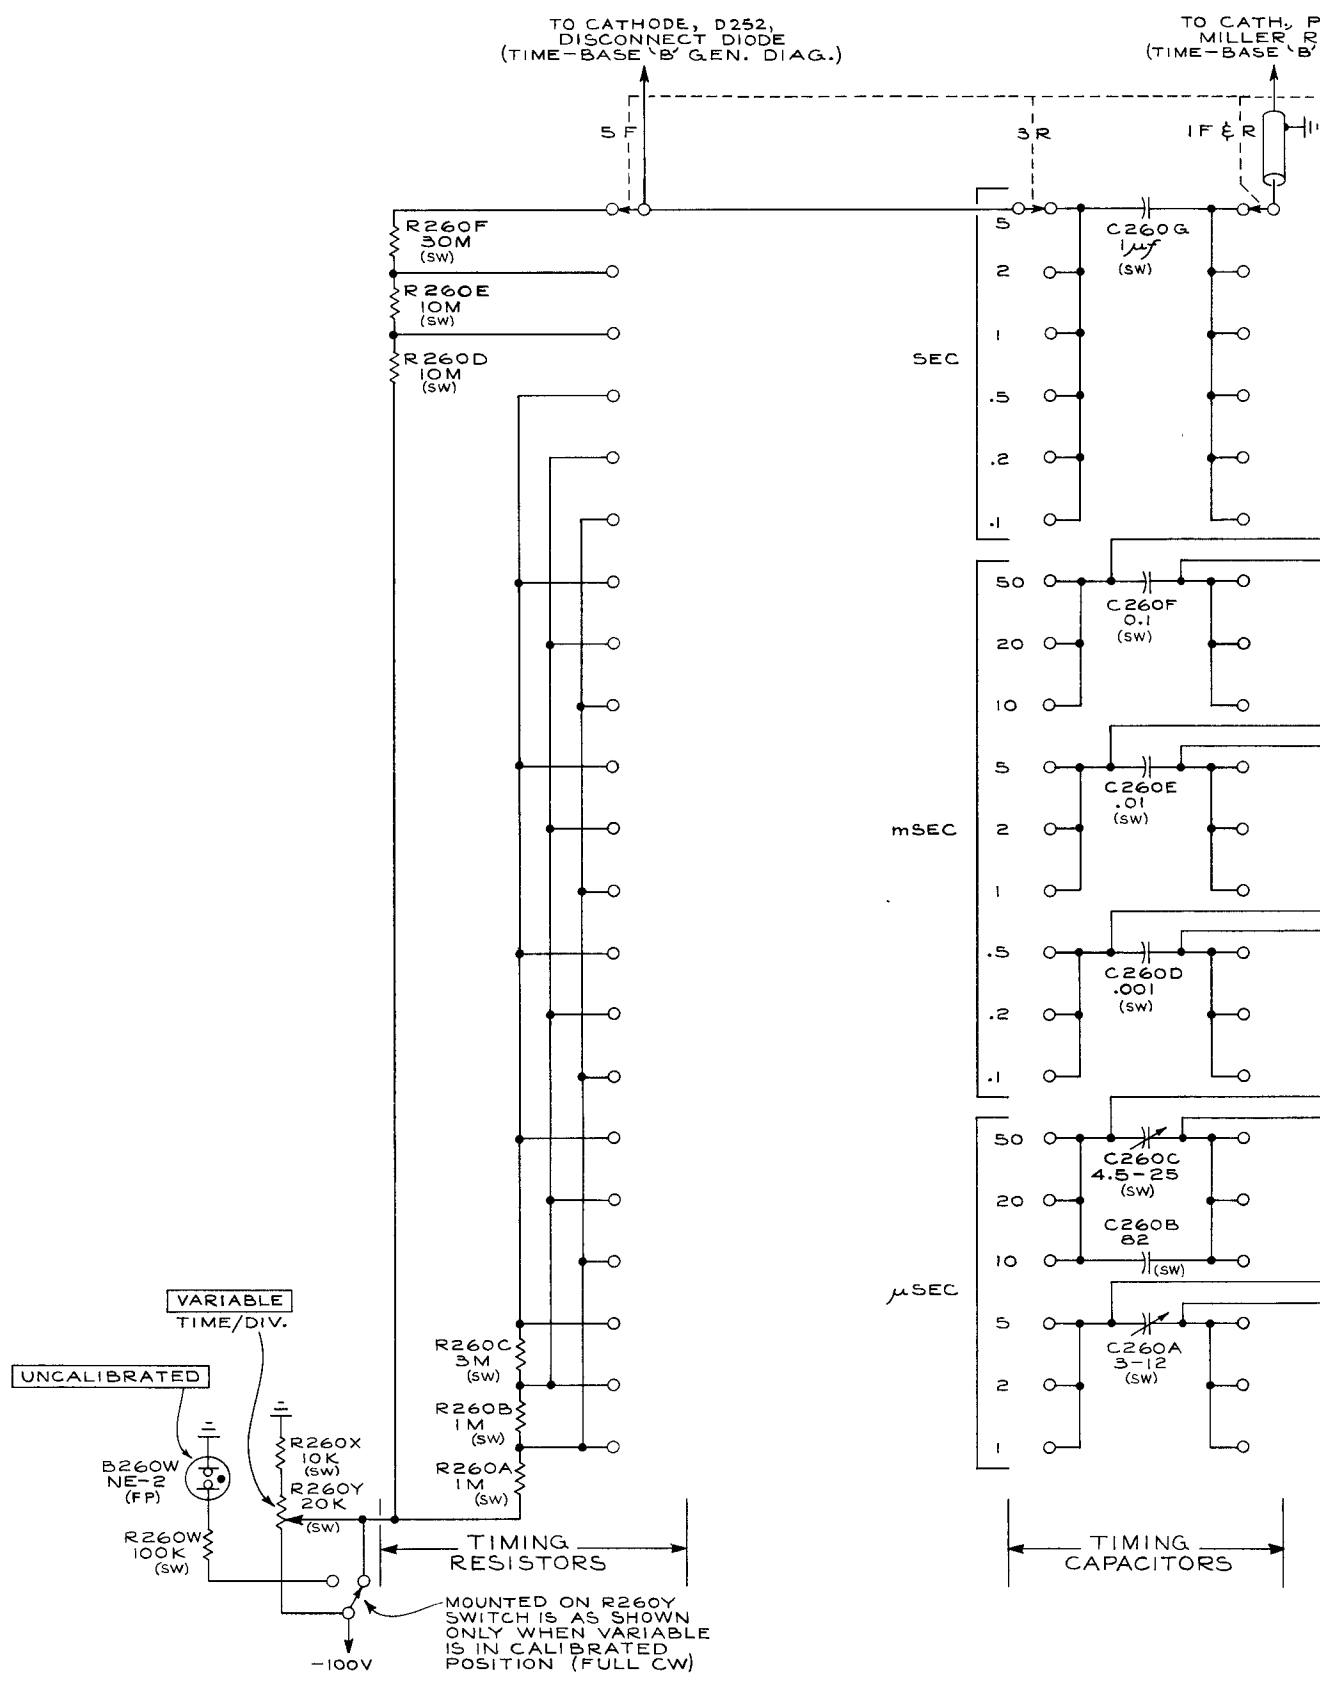 TO CATHODE, D252,
DISCONNECT DIODE
(TIME-BASE 'B' GEN. DIAG.)
TO CATH., P
MILLER R
(TIME-BASE 'B'
5 F
3 R
1 F & R
R260F
30M
(SW)
R260E
10M
(SW)
R260D
10M
(SW)
SEC
5
2
1
.5
.2
.1
C260G
1μf
(SW)
mSEC
50
20
10
5
2
1
.5
.2
.1
C260F
0.1
(SW)
C260E
.01
(SW)
C260D
.001
(SW)
μSEC
50
20
10
5
2
1
C260C
4.5-25
(SW)
C260B
82
(SW)
C260A
3-12
(SW)
VARIABLE
TIME/DIV.
UNCALIBRATED
R260C
3M
(SW)
R260B
1M
(SW)
R260A
1M
(SW)
B260W
NE-2
(FP)
R260X
10K
(SW)
R260Y
20K
(SW)
R260W
100K
(SW)
TIMING
RESISTORS
TIMING
CAPACITORS
MOUNTED ON R260Y
SWITCH IS AS SHOWN
ONLY WHEN VARIABLE
IS IN CALIBRATED
POSITION (FULL CW)
-100V